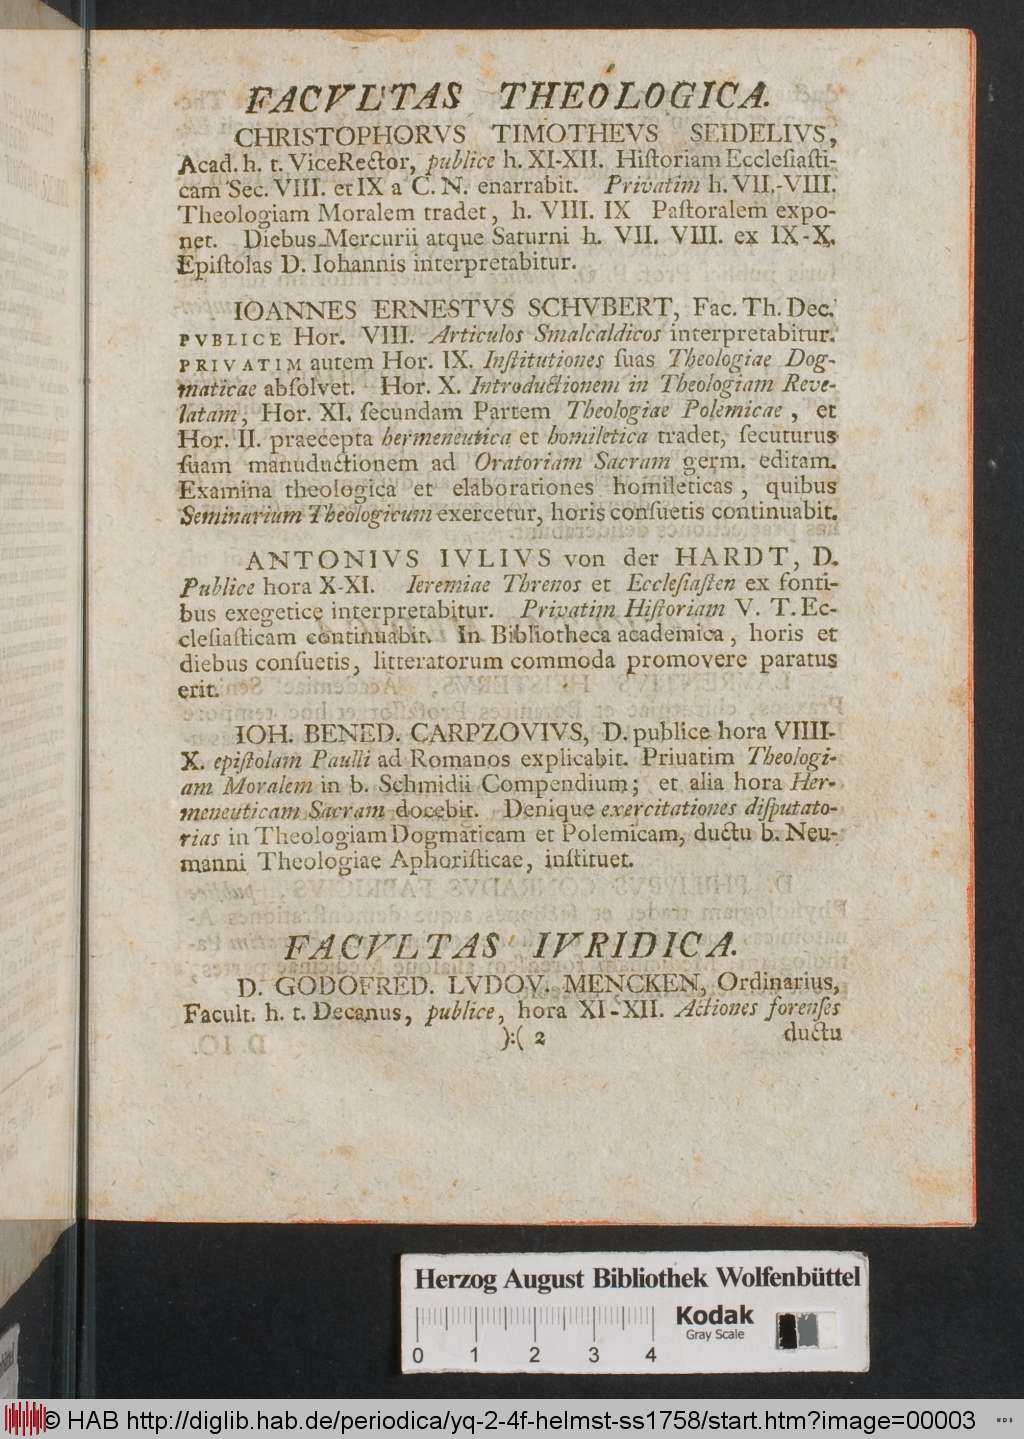 FACVLTAS THEOLOGICA.
CHRISTOPHORVS TIMOTHEVS SEIDELIVS,
Acad. h. t. ViceRector, publice h. XI-XII. Hiſtoriam Eccleſiaſti-
cam Sec. VIII. et IX a C. N. enarrabit. Privatim h. VII.-VIII.
Theologiam Moralem tradet, h. VIII. IX Paſtoralem expo-
net. Diebus Mercurii atque Saturni h. VII. VIII. ex IX-X.
Epiſtolas D. Iohannis interpretabitur.
IOANNES ERNESTVS SCHVBERT, Fac. Th. Dec.
PVBLICE Hor. VIII. Articulos Smalcaldicos interpretabitur.
PRIVATIM autem Hor. IX. Inſtitutiones ſuas Theologiae Dog-
maticae abſolvet. Hor. X. Introductionem in Theologiam Reve-
latam, Hor. XI. ſecundam Partem Theologiae Polemicae, et
Hor. II. praecepta hermeneutica et homiletica tradet, ſecuturus
ſuam manuductionem ad Oratoriam Sacram germ. editam.
Examina theologica et elaborationes homileticas, quibus
Seminarium Theologicum exercetur, horis conſuetis continuabit.
ANTONIVS IVLIVS von der HARDT, D.
Publice hora X-XI. Ieremiae Threnos et Eccleſiaſten ex fonti-
bus exegetice interpretabitur. Privatim Hiſtoriam V. T. Ec-
cleſiaſticam continuabit. In Bibliotheca academica, horis et
diebus conſuetis, litteratorum commoda promovere paratus
erit.
IOH. BENED. CARPZOVIVS, D. publice hora VIIII-
X. epiſtolam Paulli ad Romanos explicabit. Priuatim Theologi-
am Moralem in b. Schmidii Compendium; et alia hora Her-
meneuticam Sacram docebit. Denique exercitationes diſputato-
rias in Theologiam Dogmaticam et Polemicam, ductu b. Neu-
manni Theologiae Aphoriſticae, inſtituet.
FACVLTAS IVRIDICA.
D. GODOFRED. LVDOV. MENCKEN, Ordinarius,
Facult. h. t. Decanus, publice, hora XI-XII. Actiones forenſes
):( 2 ductu
Herzog August Bibliothek Wolfenbüttel
Kodak
Gray Scale
0 1 2 3 4
© HAB http://diglib.hab.de/periodica/yq-2-4f-helmst-ss1758/start.htm?image=00003